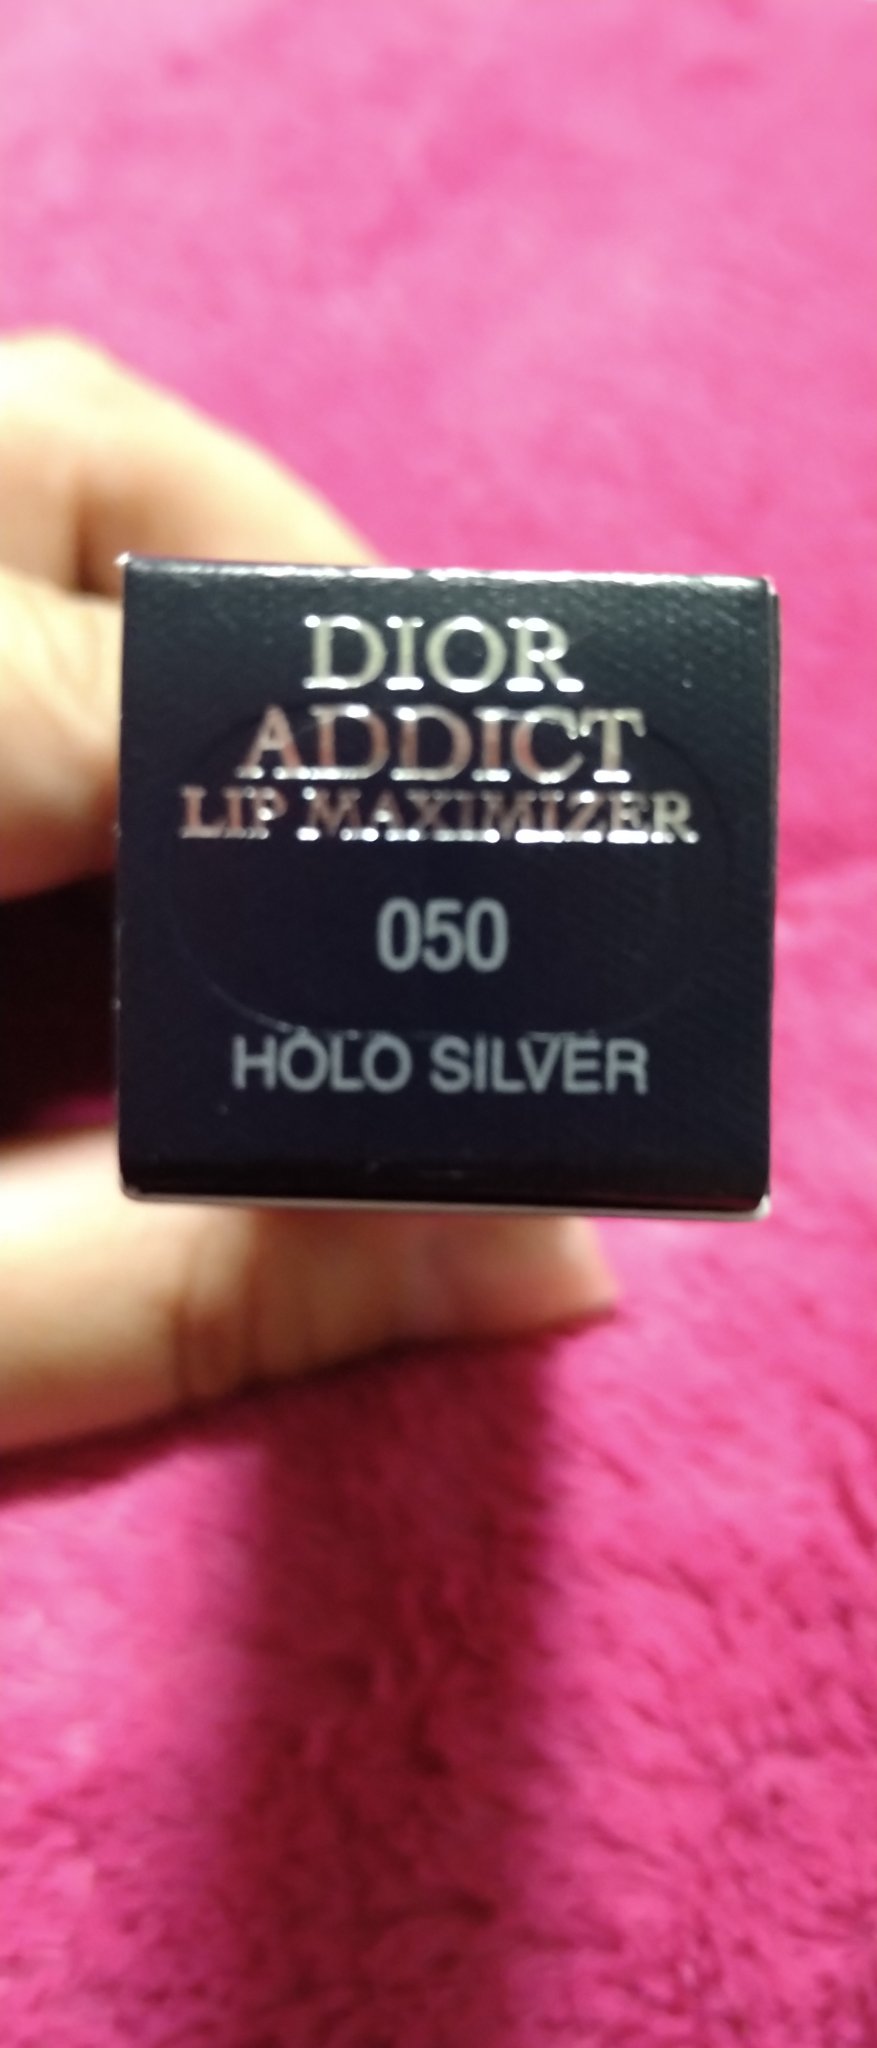 DIOR
ADDICT
LIP MAXIMIZER
050
HOLO SILVER